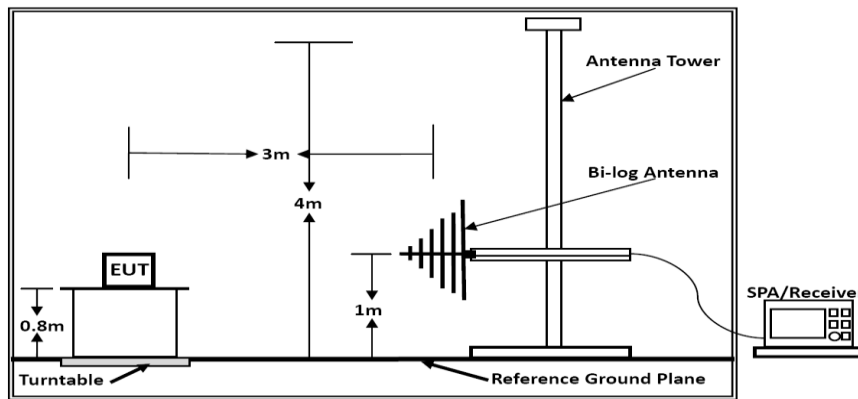 Antenna Tower
3m
Bi-log Antenna
4m
EUT
1m
0.8m
SPA/Receive
Turntable
Reference Ground Plane